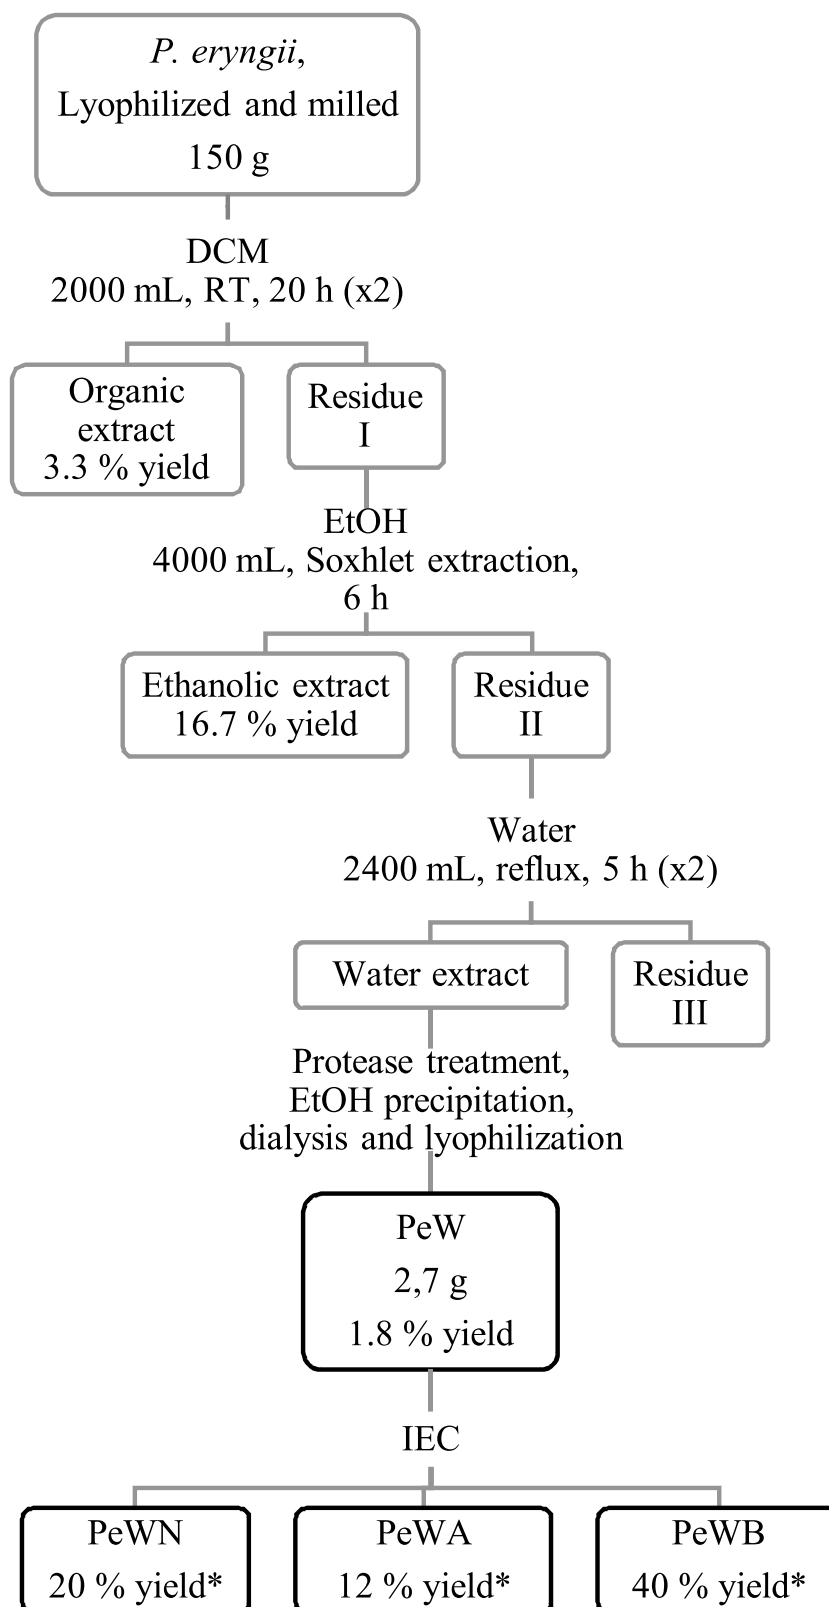 P. eryngii,
Lyophilized and milled
150 g
DCM
2000 mL, RT, 20 h (x2)
Organic
extract
3.3 % yield
Residue
I
EtOH
4000 mL, Soxhlet extraction,
6 h
Ethanolic extract
16.7 % yield
Residue
II
Water
2400 mL, reflux, 5 h (x2)
Water extract
Residue
III
Protease treatment,
EtOH precipitation,
dialysis and lyophilization
PeW
2,7 g
1.8 % yield
IEC
PeWN
20 % yield*
PeWA
12 % yield*
PeWB
40 % yield*